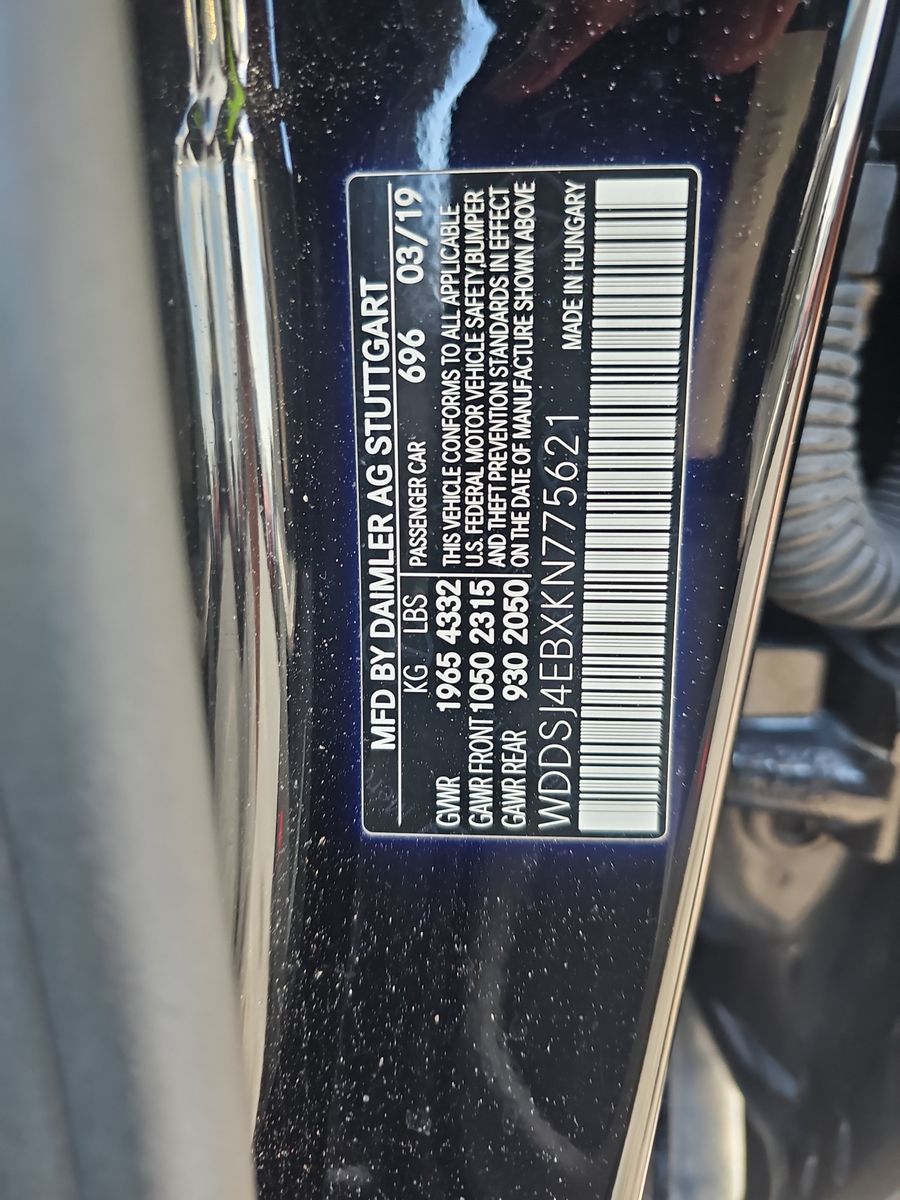 MFD BY DAIMLER AG STUTTGART
KG LBS PASSENGER CAR 696 03/19
GVWR 1965 4332 THIS VEHICLE CONFORMS TO ALL APPLICABLE
GAWR FRONT 1050 2315 U.S. FEDERAL MOTOR VEHICLE SAFETY,BUMPER
GAWR REAR 930 2050 AND THEFT PREVENTION STANDARDS IN EFFECT
ON THE DATE OF MANUFACTURE SHOWN ABOVE
WDDSJ4EBXKN775621 MADE IN HUNGARY